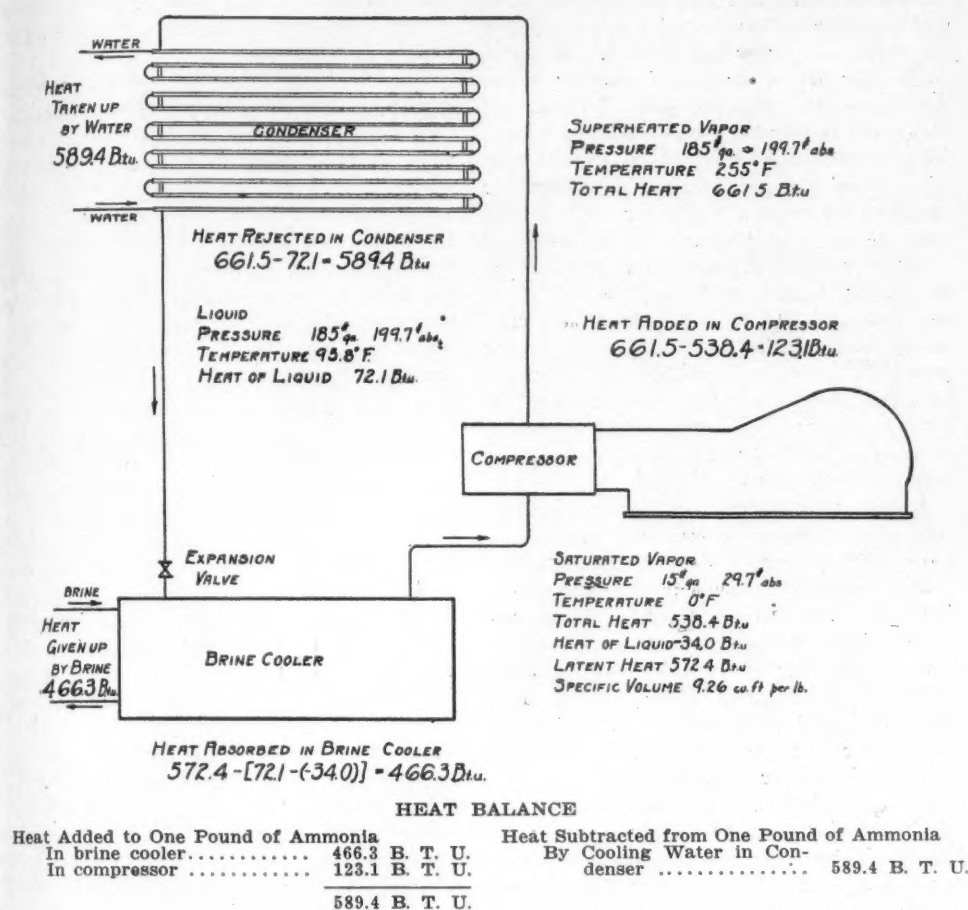 WATER
HEAT
TAKEN UP
BY WATER
589.4 Btu.
CONDENSER
WATER
HEAT REJECTED IN CONDENSER
661.5-72.1 = 589.4 Btu
SUPERHEATED VAPOR
PRESSURE 185# ga. = 199.7# abs
TEMPERATURE 255° F
TOTAL HEAT 661.5 Btu
LIQUID
PRESSURE 185# ga. 199.7# abs.
TEMPERATURE 95.8° F.
HEAT OF LIQUID 72.1 Btu.
HEAT ADDED IN COMPRESSOR
661.5-538.4=123.1 Btu.
COMPRESSOR
EXPANSION
VALVE
BRINE
HEAT
GIVEN UP
BY BRINE
466.3 Btu.
BRINE COOLER
SATURATED VAPOR
PRESSURE 15# ga 29.7# abs
TEMPERATURE 0°F
TOTAL HEAT 538.4 Btu
HEAT OF LIQUID-34.0 Btu
LATENT HEAT 572.4 Btu
SPECIFIC VOLUME 9.26 cu.ft per lb.
HEAT ABSORBED IN BRINE COOLER
572.4-[72.1-(-34.0)] = 466.3 Btu.
HEAT BALANCE
Heat Added to One Pound of Ammonia
In brine cooler............ 466.3 B. T. U.
In compressor ............ 123.1 B. T. U.
589.4 B. T. U.
Heat Subtracted from One Pound of Ammonia
By Cooling Water in Con-
denser .............. 589.4 B. T. U.